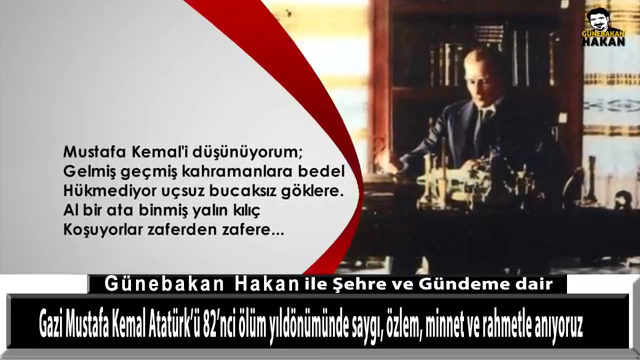 GÜNEBAKAN
HAKAN
Mustafa Kemal'i düşünüyorum;
Gelmiş geçmiş kahramanlara bedel
Hükmediyor uçsuz bucaksız göklere.
Al bir ata binmiş yalın kılıç
Koşuyorlar zaferden zafere...
Günebakan Hakan ile Şehre ve Gündeme dair
Gazi Mustafa Kemal Atatürk'ü 82'nci ölüm yıldönümünde saygı, özlem, minnet ve rahmetle anıyoruz